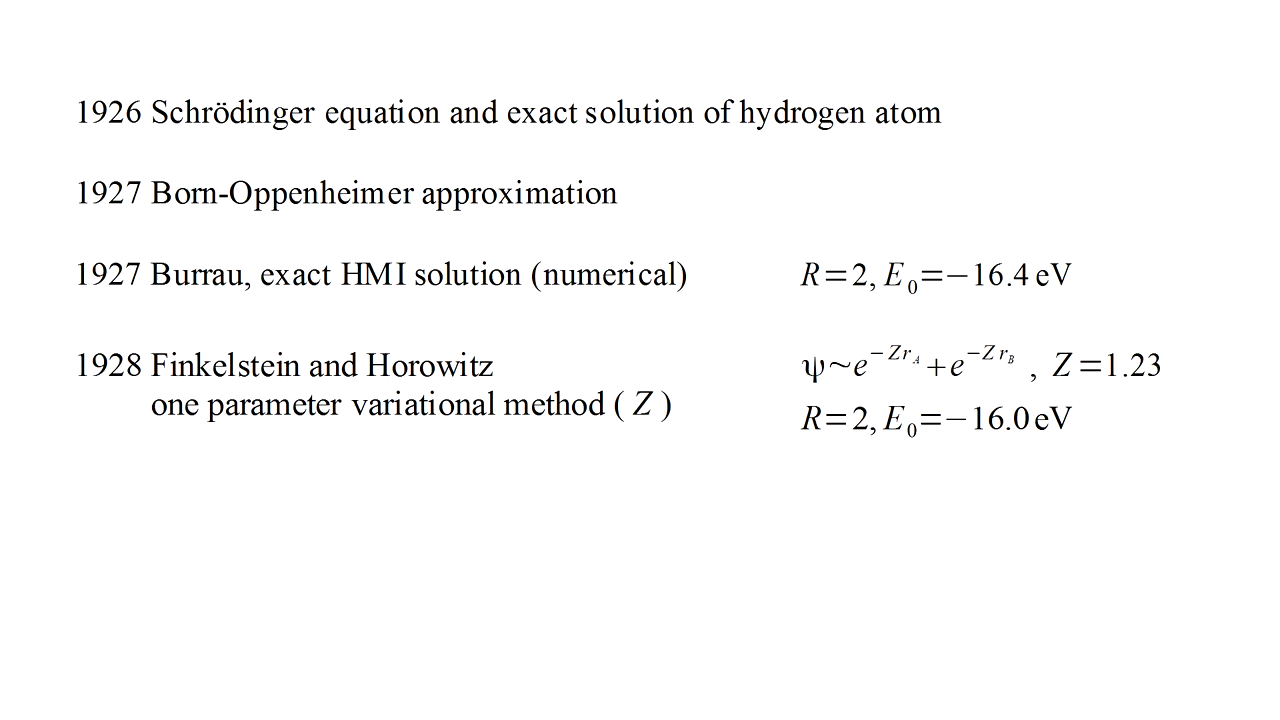 1926 Schrödinger equation and exact solution of hydrogen atom
1927 Born-Oppenheimer approximation
1927 Burrau, exact HMI solution (numerical) R=2, E₀=−16.4 eV
1928 Finkelstein and Horowitz ψ~e^{−Zr_A}+e^{−Zr_B} , Z=1.23
one parameter variational method ( Z ) R=2, E₀=−16.0 eV